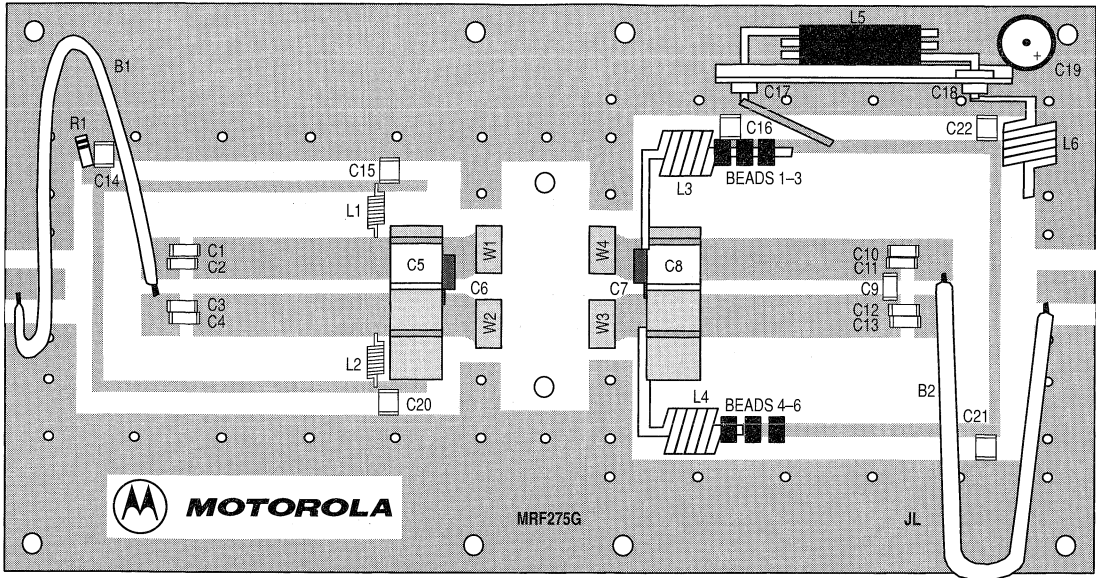 B1
L5
C19
C17
C18
R1
C14
C15
C16
C22
L6
L3
BEADS 1–3
L1
C1
C2
C5
W1
W4
C8
C10
C11
C6
C7
C9
C3
C4
W2
W3
C12
C13
L2
C20
L4
BEADS 4–6
B2
C21
MOTOROLA
MRF275G
JL